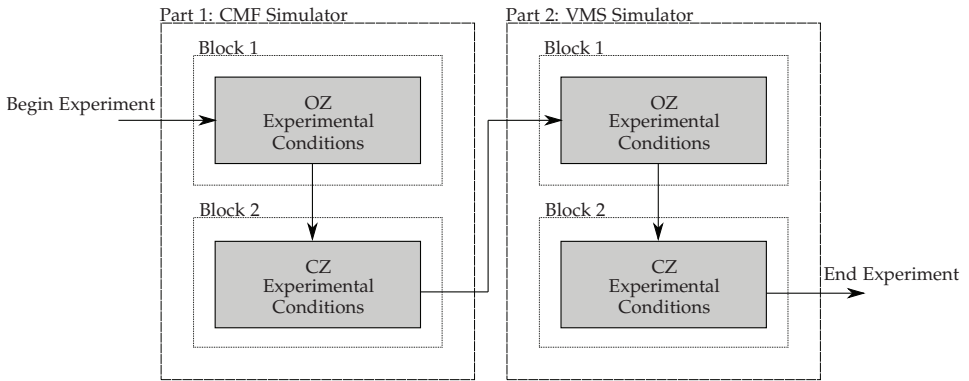 Part 1: CMF Simulator
Block 1
Begin Experiment
OZ
Experimental
Conditions
Block 2
CZ
Experimental
Conditions
Part 2: VMS Simulator
Block 1
OZ
Experimental
Conditions
Block 2
CZ
Experimental
Conditions
End Experiment